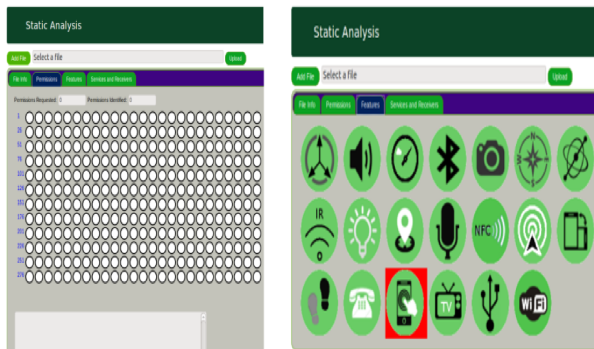 Static Analysis
Add File Select a file Upload
File Info Permissions Features Services and Receivers
Permissions Requested: 0 Permissions Identified: 0
1
26
51
76
101
126
151
176
201
226
251
276
Static Analysis
Add File Select a file Upload
File Info Permissions Features Services and Receivers
N
W E
S
IR
NFC
TV
WiFi